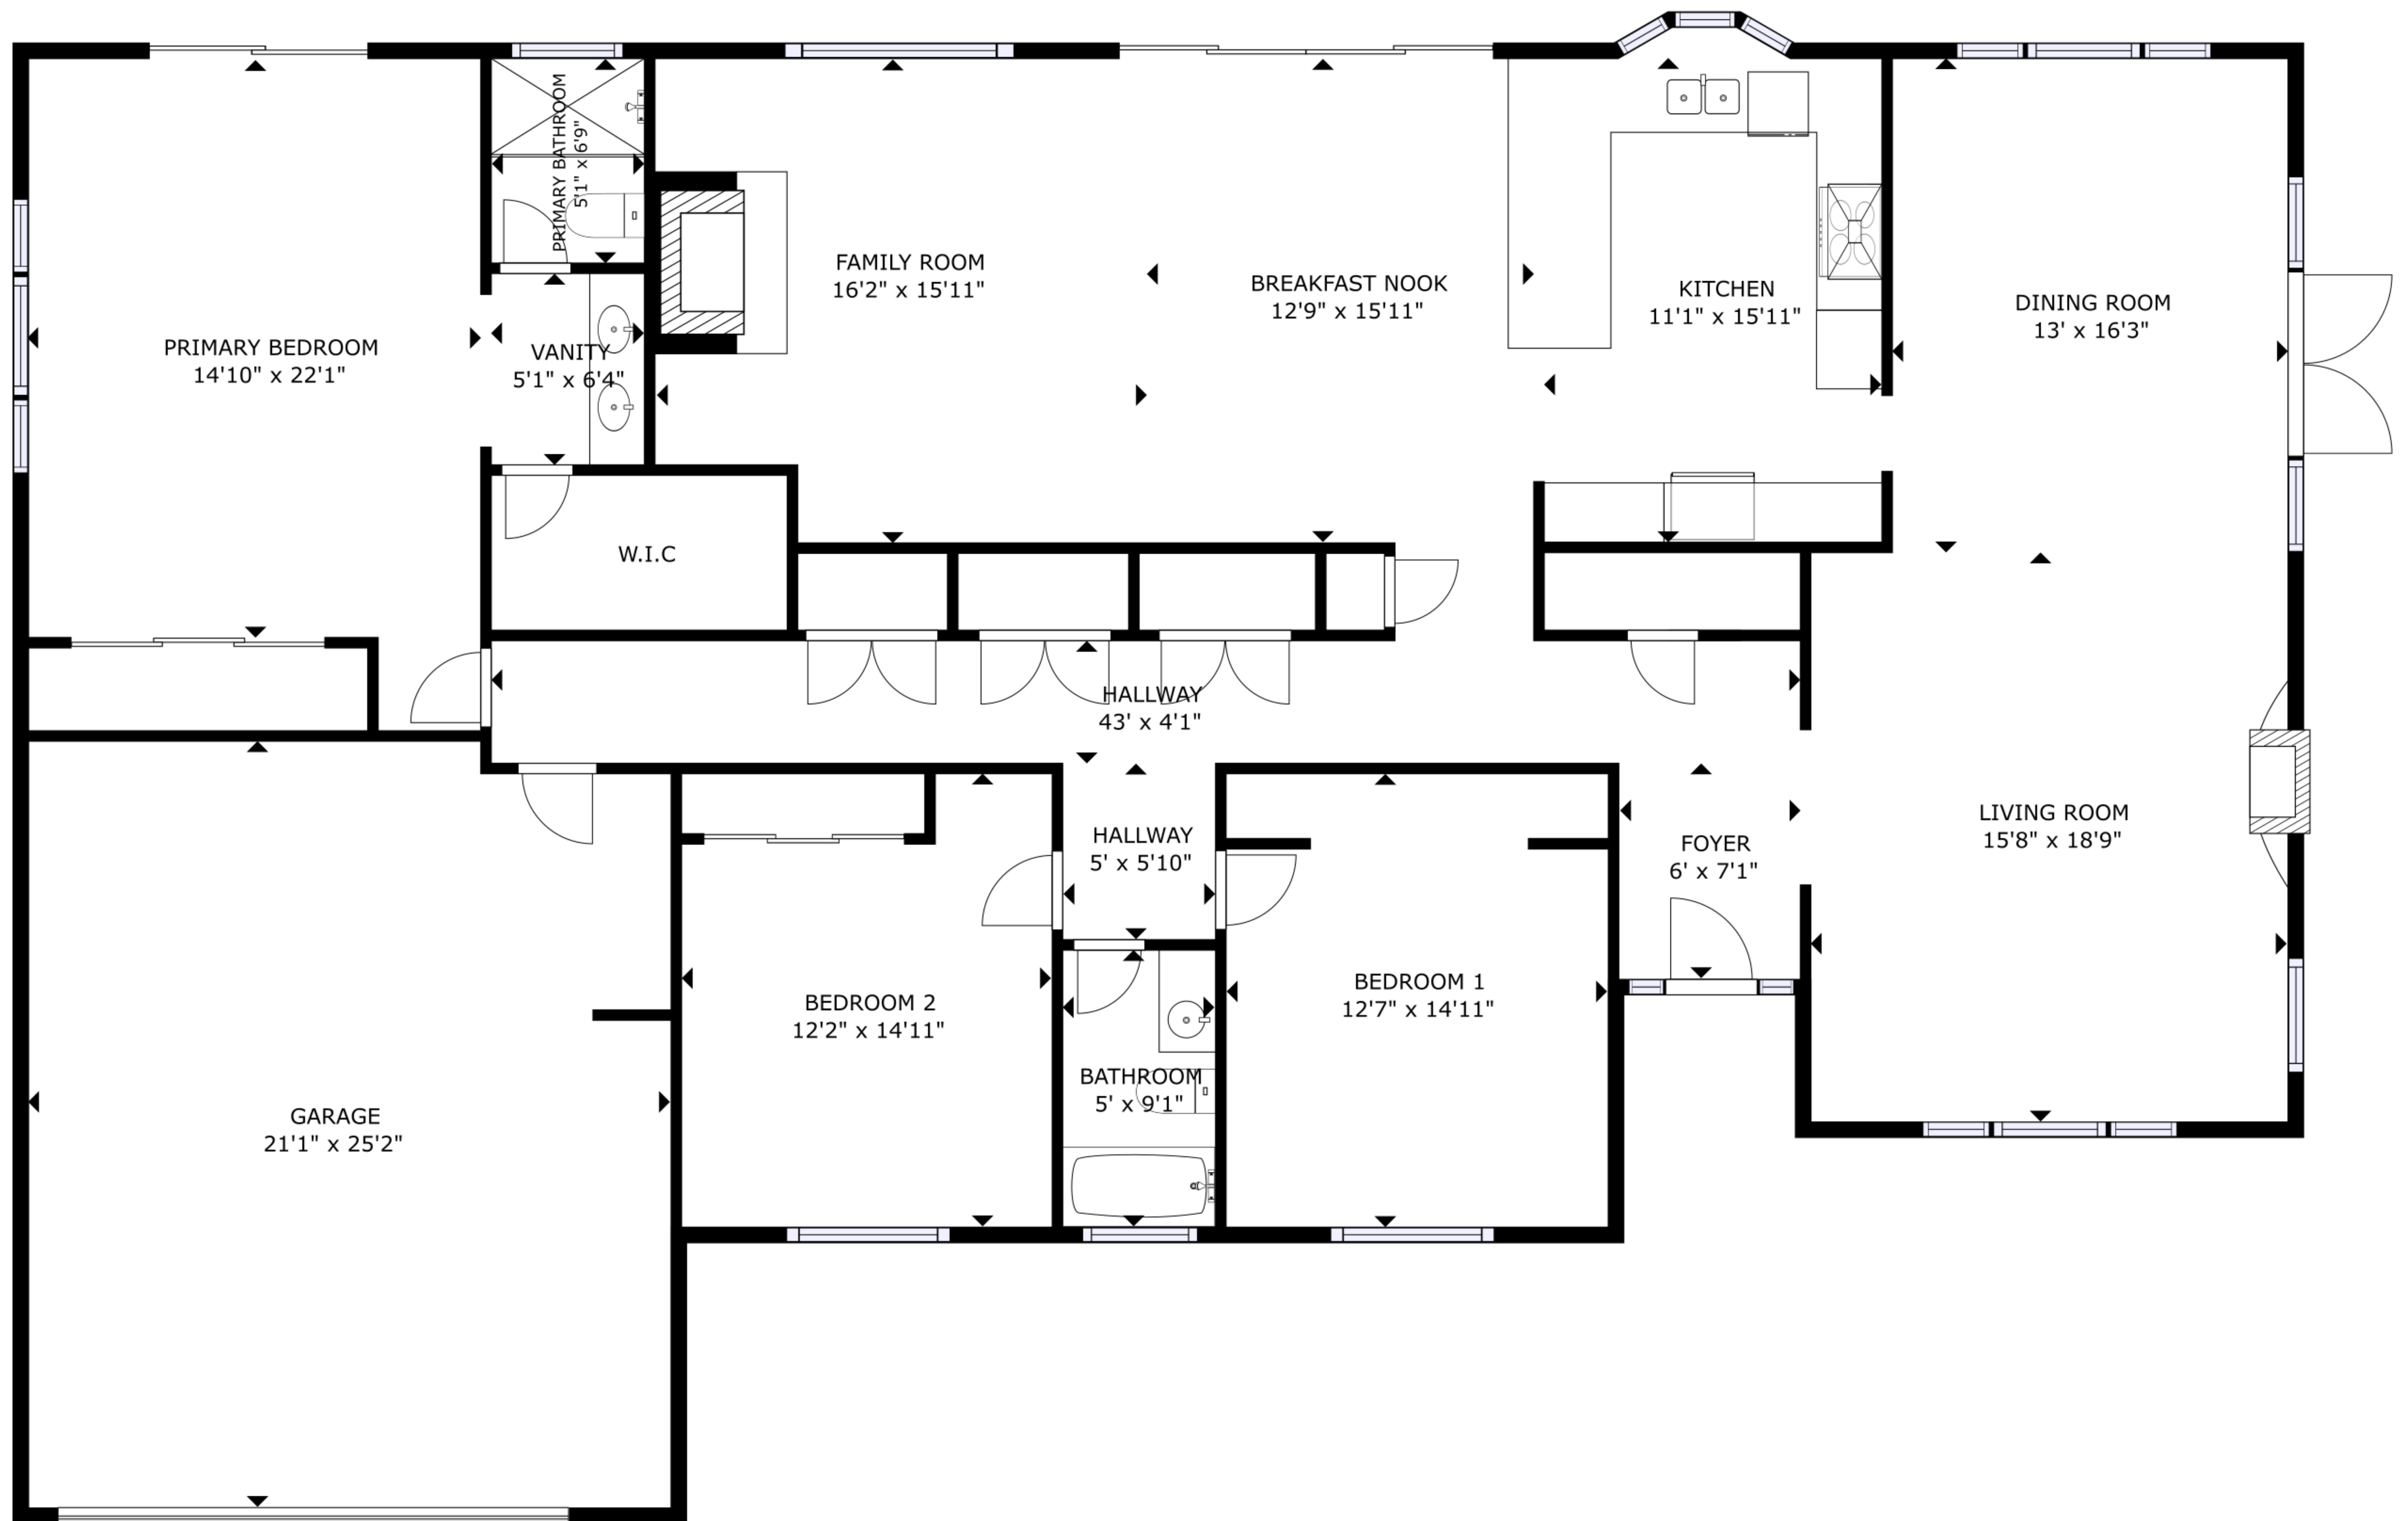 PRIMARY BATHROOM
5'1" x 6'9"
FAMILY ROOM
16'2" x 15'11"
BREAKFAST NOOK
12'9" x 15'11"
KITCHEN
11'1" x 15'11"
DINING ROOM
13' x 16'3"
PRIMARY BEDROOM
14'10" x 22'1"
VANITY
5'1" x 6'4"
W.I.C
HALLWAY
43' x 4'1"
HALLWAY
5' x 5'10"
FOYER
6' x 7'1"
LIVING ROOM
15'8" x 18'9"
BEDROOM 2
12'2" x 14'11"
BEDROOM 1
12'7" x 14'11"
BATHROOM
5' x 9'1"
GARAGE
21'1" x 25'2"